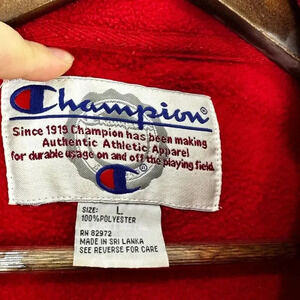 Champion
Since 1919 Champion has been making
Authentic Athletic Apparel
for durable usage on and off the playing field.
SIZE: L
100% POLYESTER
RN 82972
MADE IN SRI LANKA
SEE REVERSE FOR CARE